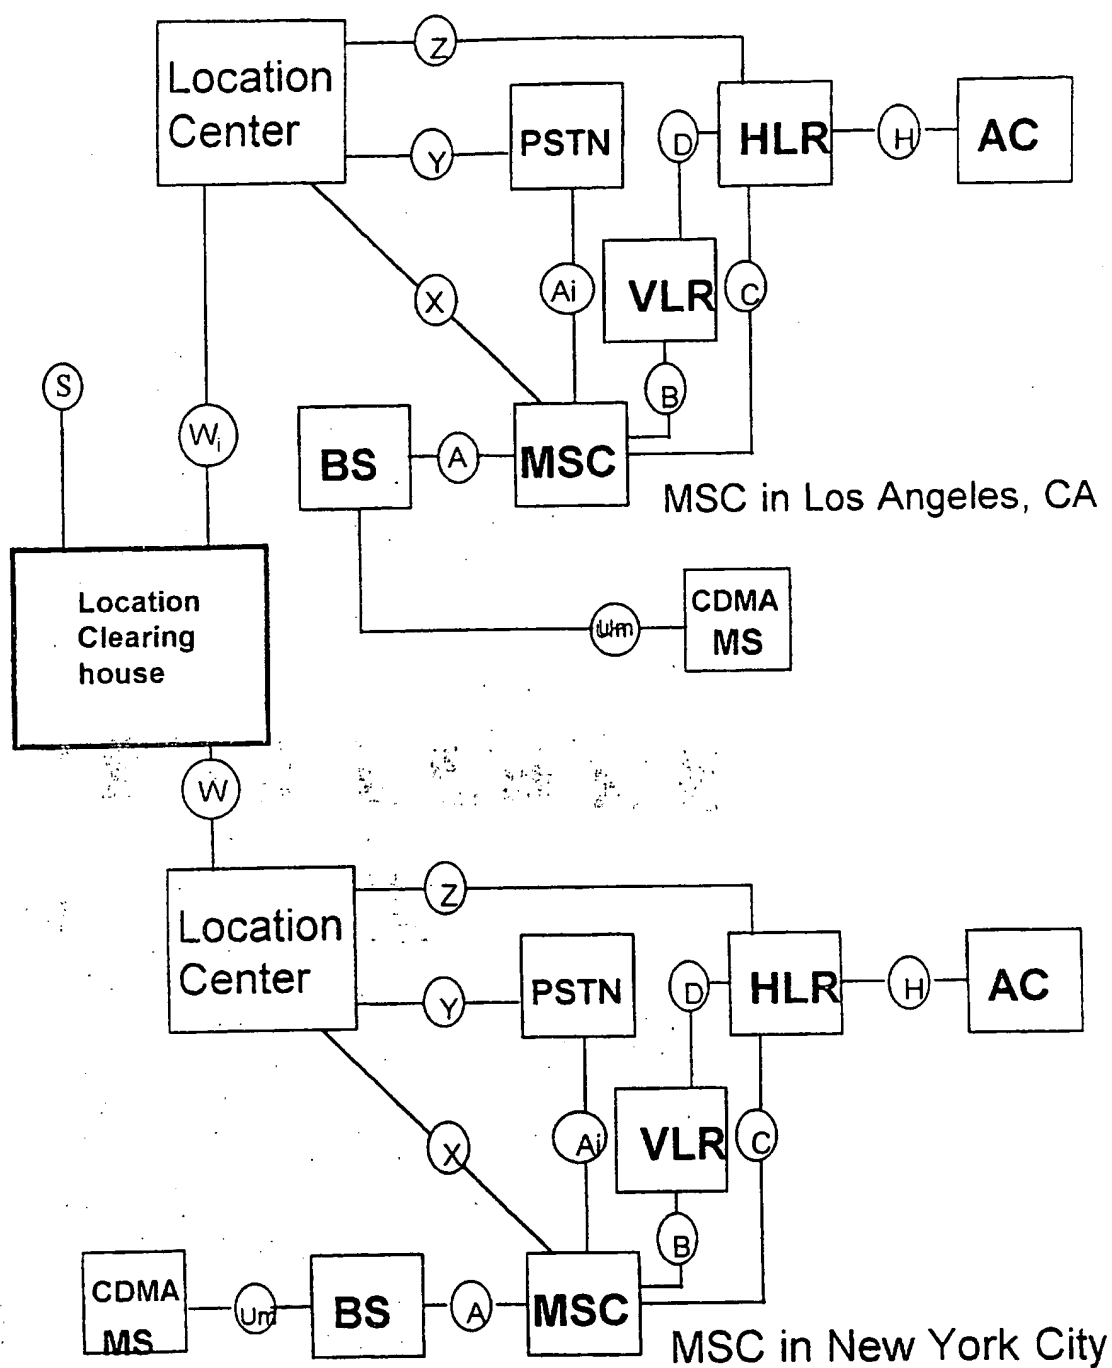 Z
Location
Center
PSTN
D
HLR
H
AC
Y
VLR
C
Ai
X
B
S
Wi
BS
A
MSC
MSC in Los Angeles, CA
Location
Clearing
house
Um
CDMA
MS
W
Z
Location
Center
PSTN
D
HLR
H
AC
Y
VLR
C
Ai
X
B
CDMA
MS
Um
BS
A
MSC
MSC in New York City